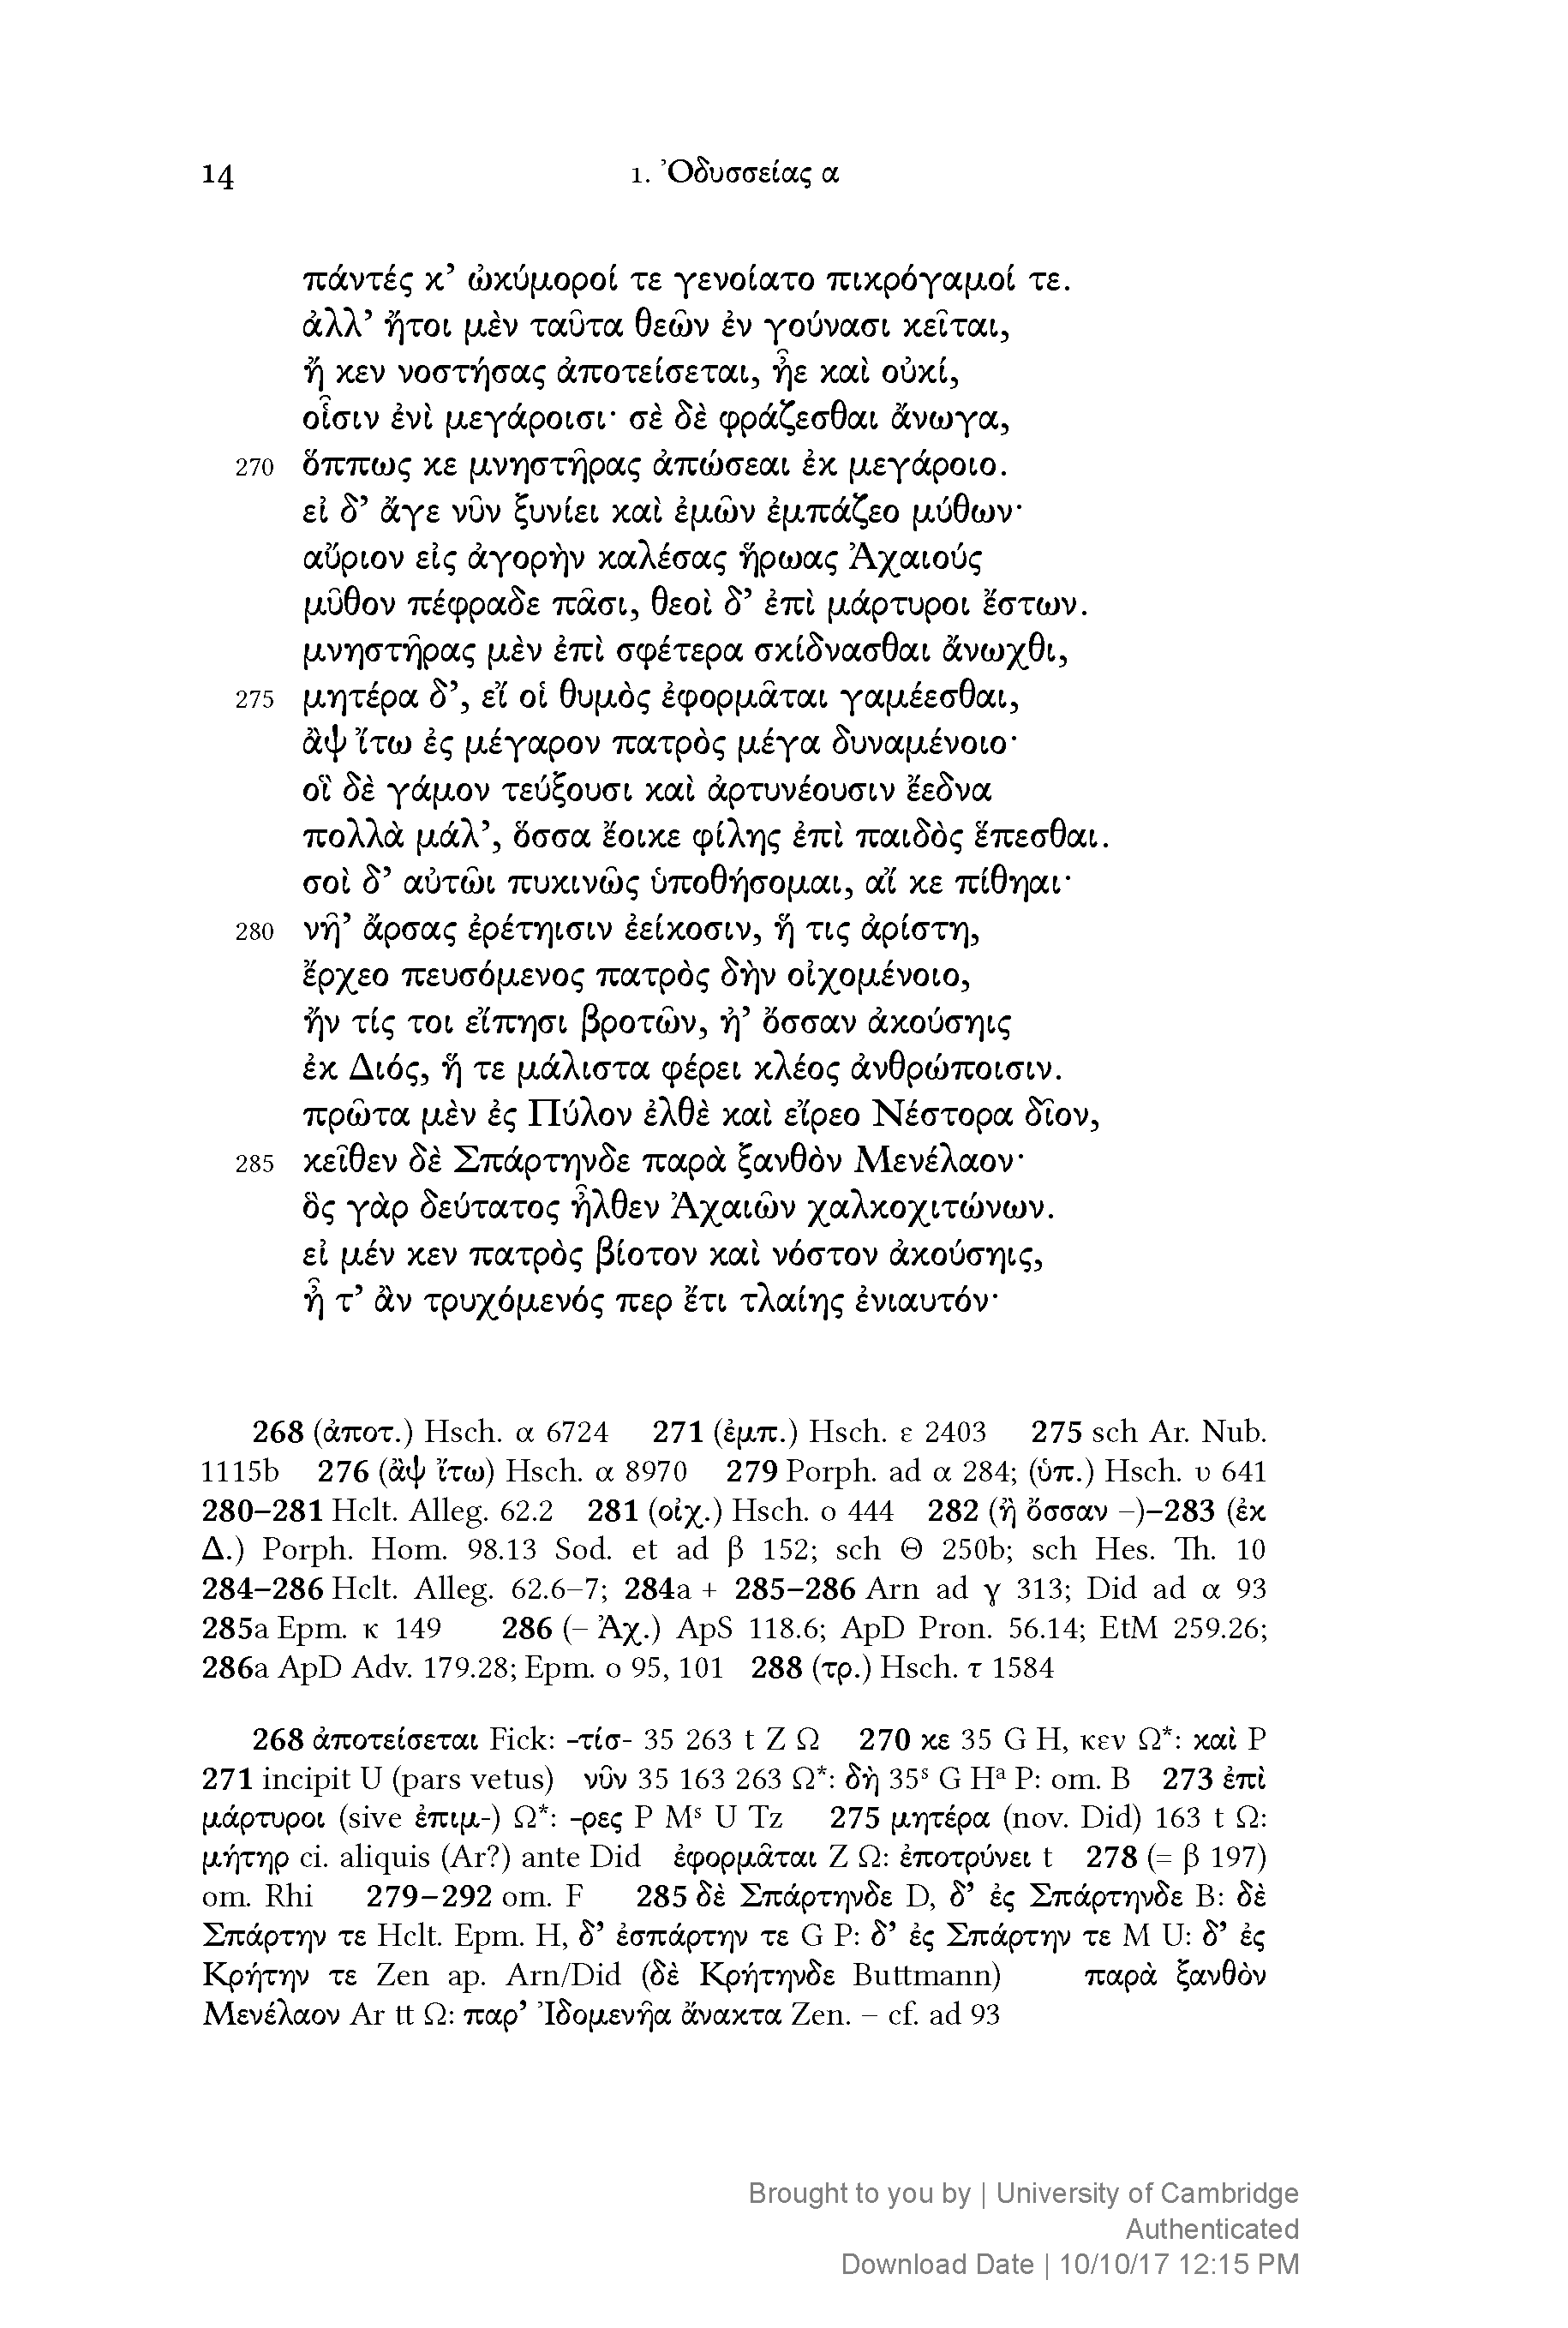 14
1. Ὀδυσσείας α
πάντές κ’ ὠκύμοροί τε γενοίατο πικρόγαμοί τε.
ἀλλ’ ἤτοι μὲν ταῦτα θεῶν ἐν γούνασι κεῖται,
ἤ κεν νοστήσας ἀποτείσεται, ἦε καὶ οὐκί,
οἷσιν ἐνὶ μεγάροισι· σὲ δὲ φράζεσθαι ἄνωγα,
270 ὅππως κε μνηστῆρας ἀπώσεαι ἐκ μεγάροιο.
εἰ δ’ ἄγε νῦν ξυνίει καὶ ἐμῶν ἐμπάζεο μύθων·
αὔριον εἰς ἀγορὴν καλέσας ἥρωας Ἀχαιούς
μῦθον πέφραδε πᾶσι, θεοὶ δ’ ἐπὶ μάρτυροι ἔστων.
μνηστῆρας μὲν ἐπὶ σφέτερα σκίδνασθαι ἄνωχθι,
275 μητέρα δ’, εἴ οἱ θυμὸς ἐφορμᾶται γαμέεσθαι,
ἂψ ἴτω ἐς μέγαρον πατρὸς μέγα δυναμένοιο·
οἳ δὲ γάμον τεύξουσι καὶ ἀρτυνέουσιν ἔεδνα
πολλὰ μάλ’, ὅσσα ἔοικε φίλης ἐπὶ παιδὸς ἕπεσθαι.
σοὶ δ’ αὐτῶι πυκινῶς ὑποθήσομαι, αἴ κε πίθηαι·
280 νῆ’ ἄρσας ἐρέτηισιν ἐείκοσιν, ἥ τις ἀρίστη,
ἔρχεο πευσόμενος πατρὸς δὴν οἰχομένοιο,
ἤν τίς τοι εἴπησι βροτῶν, ἠ’ ὄσσαν ἀκούσηις
ἐκ Διός, ἥ τε μάλιστα φέρει κλέος ἀνθρώποισιν.
πρῶτα μὲν ἐς Πύλον ἐλθὲ καὶ εἴρεο Νέστορα δῖον,
285 κεῖθεν δὲ Σπάρτηνδε παρὰ ξανθὸν Μενέλαον·
ὃς γὰρ δεύτατος ἦλθεν Ἀχαιῶν χαλκοχιτώνων.
εἰ μέν κεν πατρὸς βίοτον καὶ νόστον ἀκούσηις,
ἦ τ’ ἂν τρυχόμενός περ ἔτι τλαίης ἐνιαυτόν·
268 (ἀποτ.) Hsch. α 6724 271 (ἐμπ.) Hsch. ε 2403 275 sch Ar. Nub.
1115b 276 (ἂψ ἴτω) Hsch. α 8970 279 Porph. ad α 284; (ὑπ.) Hsch. υ 641
280–281 Hclt. Alleg. 62.2 281 (οἰχ.) Hsch. ο 444 282 (ἢ ὄσσαν –)–283 (ἐκ
Δ.) Porph. Hom. 98.13 Sod. et ad β 152; sch Θ 250b; sch Hes. Th. 10
284–286 Hclt. Alleg. 62.6–7; 284a + 285–286 Arn ad γ 313; Did ad α 93
285a Epm. κ 149 286 (– Ἀχ.) ApS 118.6; ApD Pron. 56.14; EtM 259.26;
286a ApD Adv. 179.28; Epm. ο 95, 101 288 (τρ.) Hsch. τ 1584
268 ἀποτείσεται Fick: -τίσ- 35 263 t Z Ω 270 κε 35 G H, κεν Ω*: καὶ P
271 incipit U (pars vetus) νῦν 35 163 263 Ω*: δὴ 35ˢ G Hᵃ P: om. B 273 ἐπὶ
μάρτυροι (sive ἐπιμ-) Ω*: -ρες P Mˢ U Tz 275 μητέρα (nov. Did) 163 t Ω:
μήτηρ ci. aliquis (Ar?) ante Did ἐφορμᾶται Z Ω: ἐποτρύνει t 278 (= β 197)
om. Rhi 279–292 om. F 285 δὲ Σπάρτηνδε D, δ’ ἐς Σπάρτηνδε B: δὲ
Σπάρτην τε Hclt. Epm. H, δ’ ἐσπάρτην τε G P: δ’ ἐς Σπάρτην τε M U: δ’ ἐς
Κρήτην τε Zen ap. Arn/Did (δὲ Κρήτηνδε Buttmann) παρὰ ξανθὸν
Μενέλαον Ar tt Ω: παρ’ Ἰδομενῆα ἄνακτα Zen. – cf. ad 93
Brought to you by | University of Cambridge
Authenticated
Download Date | 10/10/17 12:15 PM